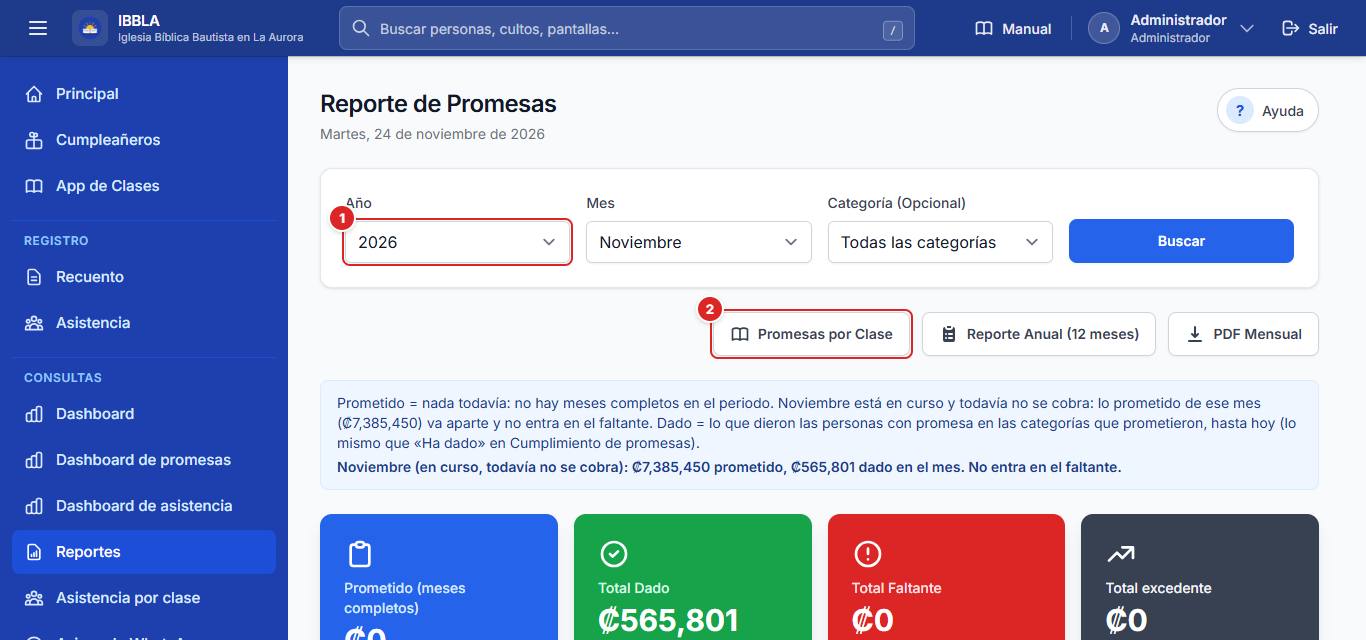 IBBLA
Iglesia Bíblica Bautista en La Aurora
Buscar personas, cultos, pantallas...
/
Manual
A
Administrador
Administrador
Salir
Principal
Cumpleañeros
App de Clases
REGISTRO
Recuento
Asistencia
CONSULTAS
Dashboard
Dashboard de promesas
Dashboard de asistencia
Reportes
Asistencia por clase
Reporte de Promesas
Martes, 24 de noviembre de 2026
? Ayuda
Año
1
2026
Mes
Noviembre
Categoría (Opcional)
Todas las categorías
Buscar
2
Promesas por Clase
Reporte Anual (12 meses)
PDF Mensual
Prometido = nada todavía: no hay meses completos en el periodo. Noviembre está en curso y todavía no se cobra: lo prometido de ese mes
(₡7,385,450) va aparte y no entra en el faltante. Dado = lo que dieron las personas con promesa en las categorías que prometieron, hasta hoy (lo
mismo que «Ha dado» en Cumplimiento de promesas).
Noviembre (en curso, todavía no se cobra): ₡7,385,450 prometido, ₡565,801 dado en el mes. No entra en el faltante.
Prometido (meses
completos)
₡0
Total Dado
₡565,801
Total Faltante
₡0
Total excedente
₡0